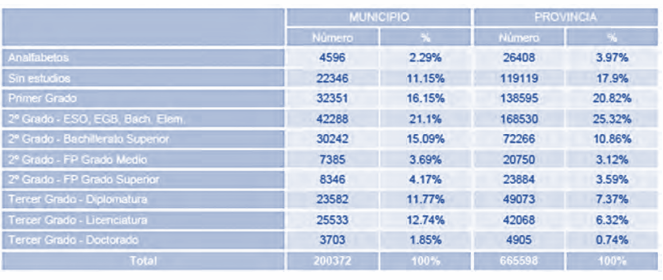 MUNICIPIO PROVINCIA
Número % Número %
Analfabetos 4596 2.29% 26408 3.97%
Sin estudios 22346 11.15% 119119 17.9%
Primer Grado 32351 16.15% 138595 20.82%
2º Grado - ESO, EGB, Bach. Elem. 42288 21.1% 168530 25.32%
2º Grado - Bachillerato Superior 30242 15.09% 72266 10.86%
2º Grado - FP Grado Medio 7385 3.69% 20750 3.12%
2º Grado - FP Grado Superior 8346 4.17% 23884 3.59%
Tercer Grado - Diplomatura 23582 11.77% 49073 7.37%
Tercer Grado - Licenciatura 25533 12.74% 42068 6.32%
Tercer Grado - Doctorado 3703 1.85% 4905 0.74%
Total 200372 100% 665598 100%